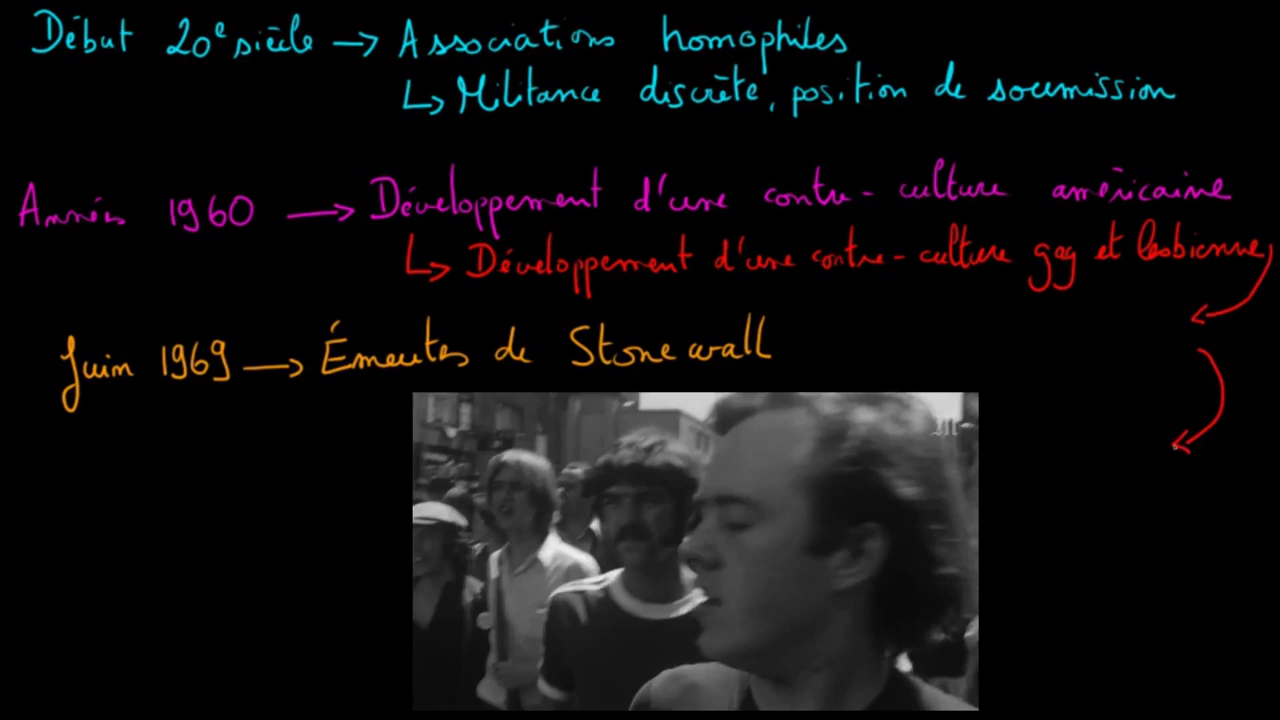 Début 20e siècle → Associations homophiles
↳ Militance discrète, position de soumission
Années 1960 → Développement d'une contre-culture américaine
↳ Développement d'une contre-culture gay et lesbienne
Juin 1969 → Émeutes de Stonewall
M